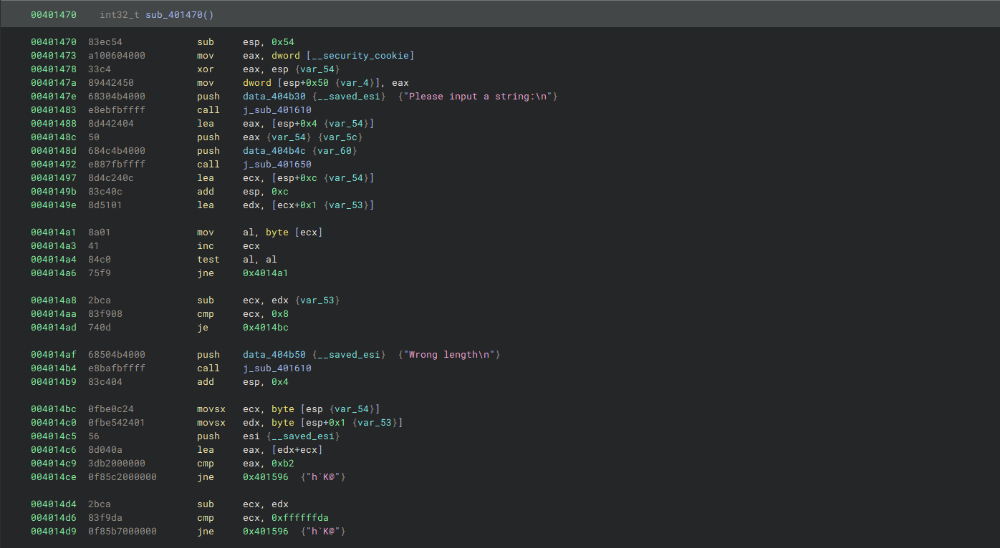 00401470 int32_t sub_401470()
00401470 83ec54 sub esp, 0x54
00401473 a100604000 mov eax, dword [__security_cookie]
00401478 33c4 xor eax, esp {var_54}
0040147a 89442450 mov dword [esp+0x50 {var_4}], eax
0040147e 68304b4000 push data_404b30 {__saved_esi} {"Please input a string:\n"}
00401483 e8ebfbffff call j_sub_401610
00401488 8d442404 lea eax, [esp+0x4 {var_54}]
0040148c 50 push eax {var_54} {var_5c}
0040148d 684c4b4000 push data_404b4c {var_60}
00401492 e887fbffff call j_sub_401650
00401497 8d4c240c lea ecx, [esp+0xc {var_54}]
0040149b 83c40c add esp, 0xc
0040149e 8d5101 lea edx, [ecx+0x1 {var_53}]
004014a1 8a01 mov al, byte [ecx]
004014a3 41 inc ecx
004014a4 84c0 test al, al
004014a6 75f9 jne 0x4014a1
004014a8 2bca sub ecx, edx {var_53}
004014aa 83f908 cmp ecx, 0x8
004014ad 740d je 0x4014bc
004014af 68504b4000 push data_404b50 {__saved_esi} {"Wrong length\n"}
004014b4 e8bafbffff call j_sub_401610
004014b9 83c404 add esp, 0x4
004014bc 0fbe0c24 movsx ecx, byte [esp {var_54}]
004014c0 0fbe542401 movsx edx, byte [esp+0x1 {var_53}]
004014c5 56 push esi {__saved_esi}
004014c6 8d040a lea eax, [edx+ecx]
004014c9 3db2000000 cmp eax, 0xb2
004014ce 0f85c2000000 jne 0x401596 {"h`K@"}
004014d4 2bca sub ecx, edx
004014d6 83f9da cmp ecx, 0xffffffda
004014d9 0f85b7000000 jne 0x401596 {"h`K@"}